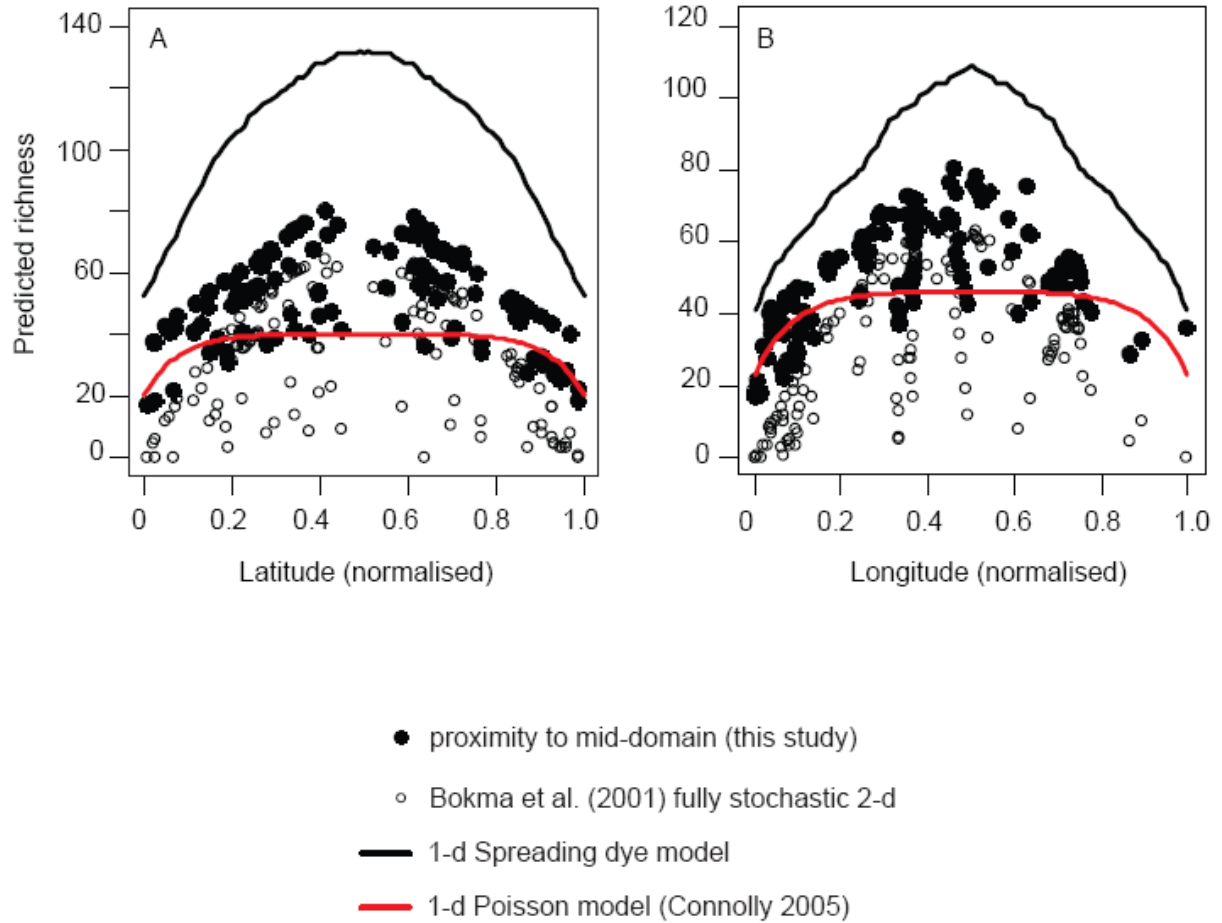 A
140
100
60
20
0
Predicted richness
0 0.2 0.4 0.6 0.8 1.0
Latitude (normalised)
B
120
100
80
60
40
20
0
0 0.2 0.4 0.6 0.8 1.0
Longitude (normalised)
proximity to mid-domain (this study)
Bokma et al. (2001) fully stochastic 2-d
1-d Spreading dye model
1-d Poisson model (Connolly 2005)